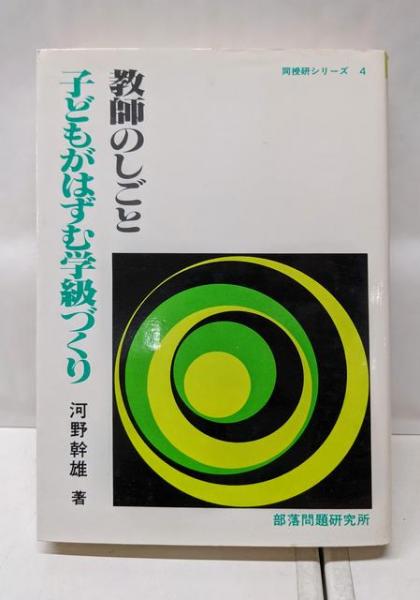 同授研シリーズ 4
教師のしごと
子どもがはずむ学級づくり
河野幹雄 著
部落問題研究所